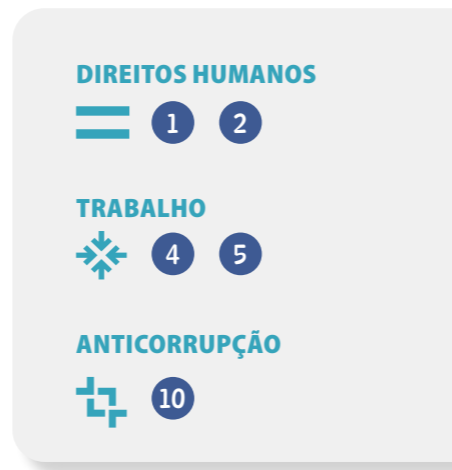 DIREITOS HUMANOS
1 2
TRABALHO
4 5
ANTICORRUPÇÃO
10